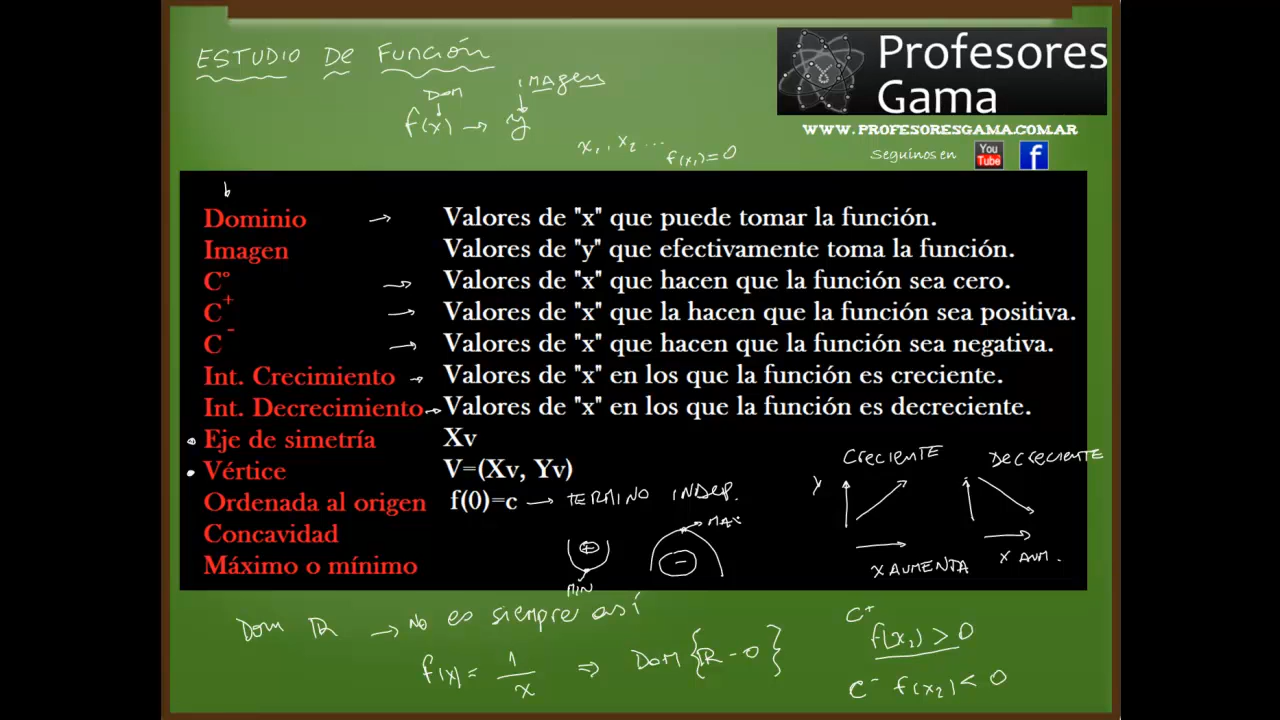 ESTUDIO DE FUNCIÓN
Profesores
Gama
WWW.PROFESORESGAMA.COM.AR
Seguinos en You Tube f
IMAGEN
DOM
f(x) → y
x₁, x₂ ... f(x₁)=0
Dominio → Valores de "x" que puede tomar la función.
Imagen Valores de "y" que efectivamente toma la función.
C° → Valores de "x" que hacen que la función sea cero.
C⁺ → Valores de "x" que la hacen que la función sea positiva.
C⁻ → Valores de "x" que hacen que la función sea negativa.
Int. Crecimiento → Valores de "x" en los que la función es creciente.
Int. Decrecimiento → Valores de "x" en los que la función es decreciente.
Eje de simetría Xv
Vértice V=(Xv, Yv)
Ordenada al origen f(0)=c → TERMINO INDEP.
Concavidad
Máximo o mínimo
+ MIN
- MAX
CRECIENTE
y
X AUMENTA
DECRECIENTE
X AUM.
Dom ℝ → No es siempre así
f(x) = 1/x ⇒ Dom {ℝ - 0}
C⁺
f(x₁) > 0
C⁻ f(x₂) < 0